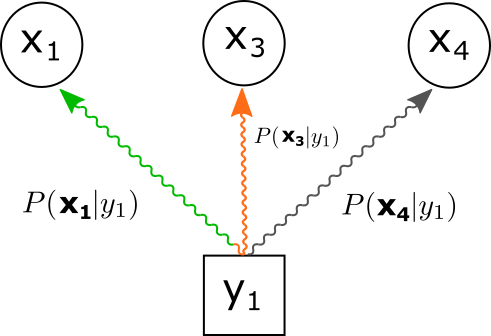 x₁ x₃ x₄
P(x₃|y₁)
P(x₁|y₁) P(x₄|y₁)
y₁